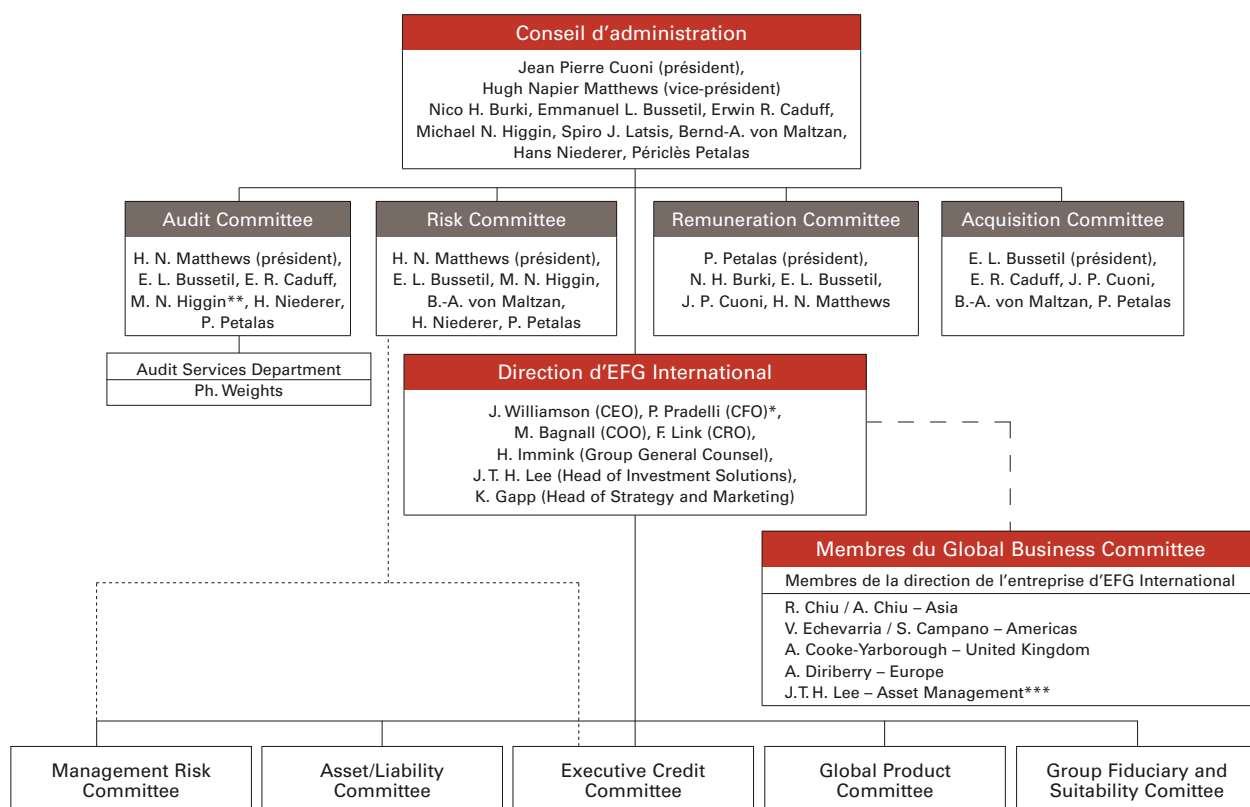 Conseil d'administration
Jean Pierre Cuoni (président),
Hugh Napier Matthews (vice-président)
Nico H. Burki, Emmanuel L. Bussetil, Erwin R. Caduff,
Michael N. Higgin, Spiro J. Latsis, Bernd-A. von Maltzan,
Hans Niederer, Périclès Petalas
Audit Committee
H. N. Matthews (président),
E. L. Bussetil, E. R. Caduff,
M. N. Higgin**, H. Niederer,
P. Petalas
Audit Services Department
Ph. Weights
Risk Committee
H. N. Matthews (président),
E. L. Bussetil, M. N. Higgin,
B.-A. von Maltzan,
H. Niederer, P. Petalas
Remuneration Committee
P. Petalas (président),
N. H. Burki, E. L. Bussetil,
J. P. Cuoni, H. N. Matthews
Acquisition Committee
E. L. Bussetil (président),
E. R. Caduff, J. P. Cuoni,
B.-A. von Maltzan, P. Petalas
Direction d'EFG International
J. Williamson (CEO), P. Pradelli (CFO)*,
M. Bagnall (COO), F. Link (CRO),
H. Immink (Group General Counsel),
J. T. H. Lee (Head of Investment Solutions),
K. Gapp (Head of Strategy and Marketing)
Membres du Global Business Committee
Membres de la direction de l'entreprise d'EFG International
R. Chiu / A. Chiu – Asia
V. Echevarria / S. Campano – Americas
A. Cooke-Yarborough – United Kingdom
A. Diriberry – Europe
J.T. H. Lee – Asset Management***
Management Risk
Committee
Asset/Liability
Committee
Executive Credit
Committee
Global Product
Committee
Group Fiduciary and
Suitability Comittee